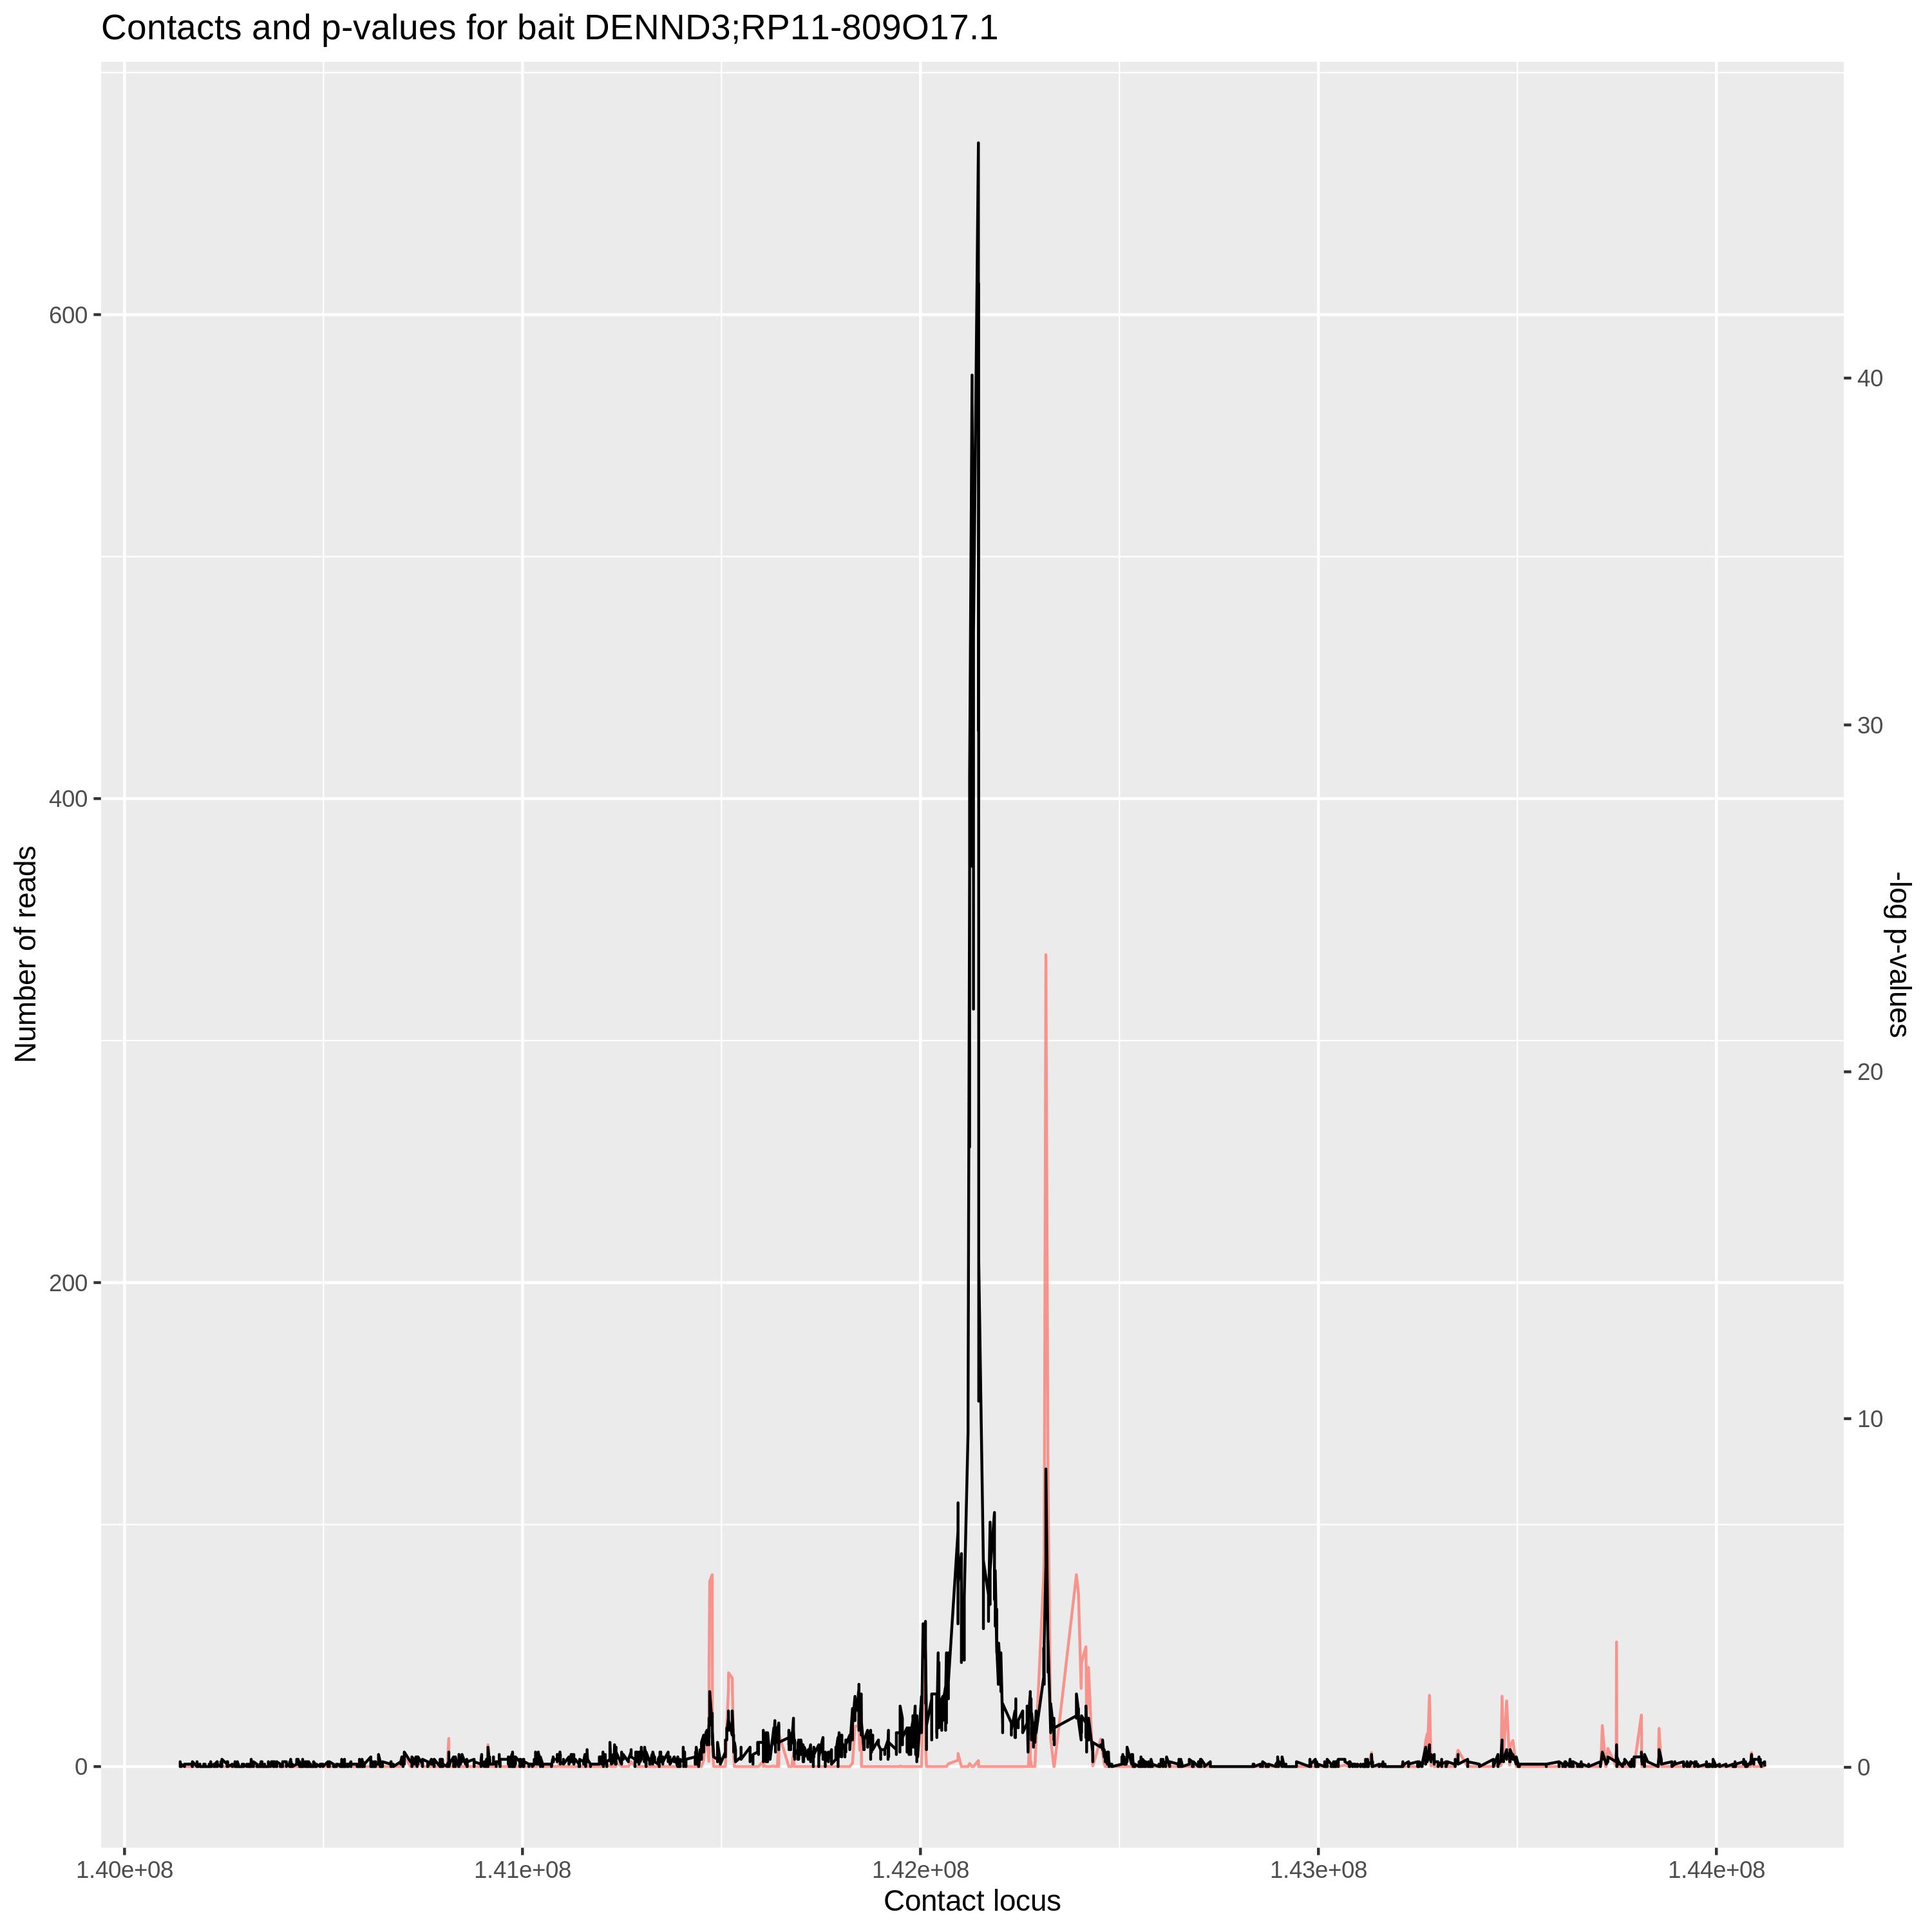 Contacts and p-values for bait DENND3;RP11-809O17.1
600
400
200
0
Number of reads
40
30
20
10
0
-log p-values
1.40e+08 1.41e+08 1.42e+08 1.43e+08 1.44e+08
Contact locus